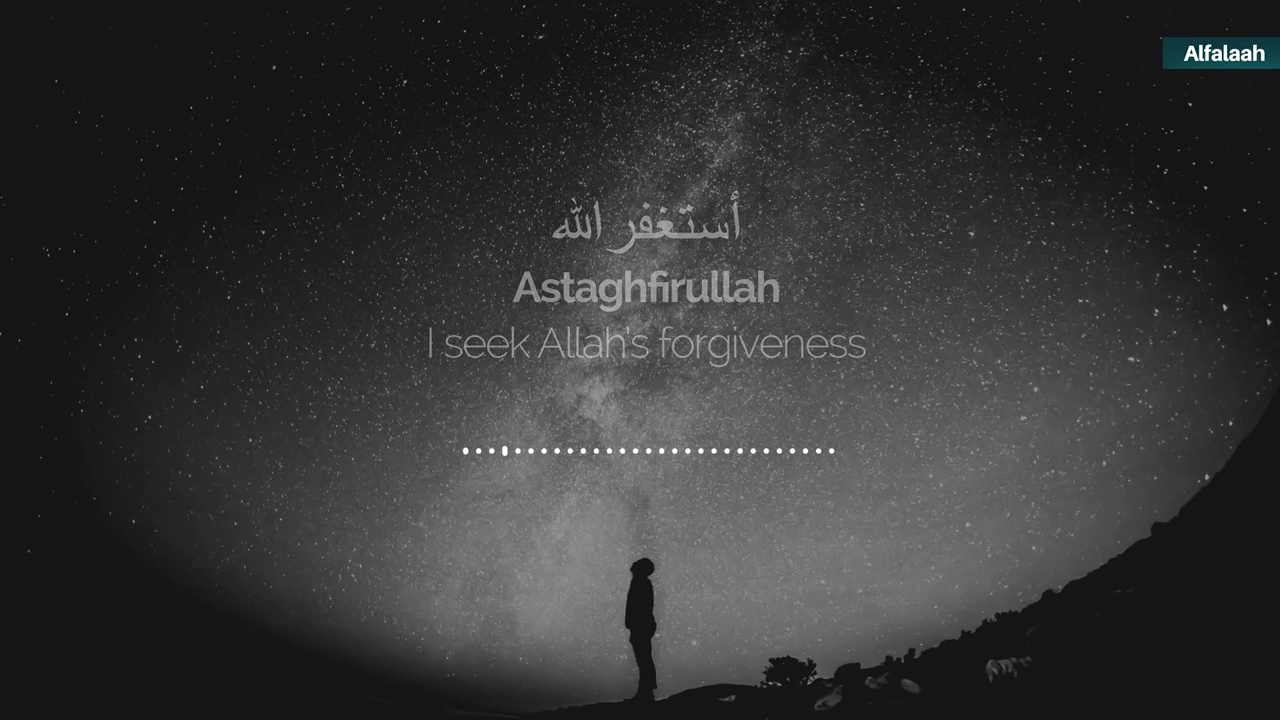 Alfalaah
أستغفر الله
Astaghfirullah
I seek Allah's forgiveness